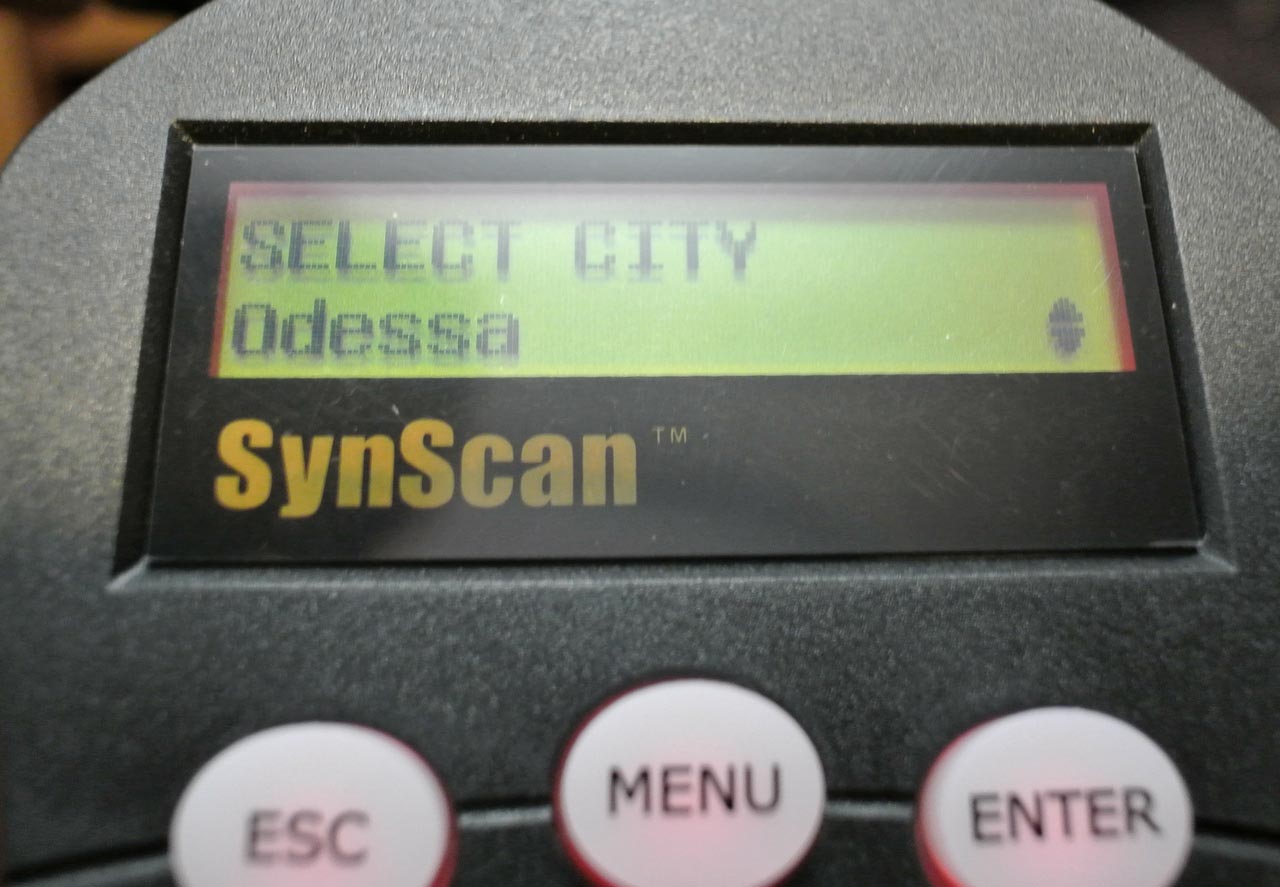 SELECT CITY
Odessa
SynScan™
ESC
MENU
ENTER